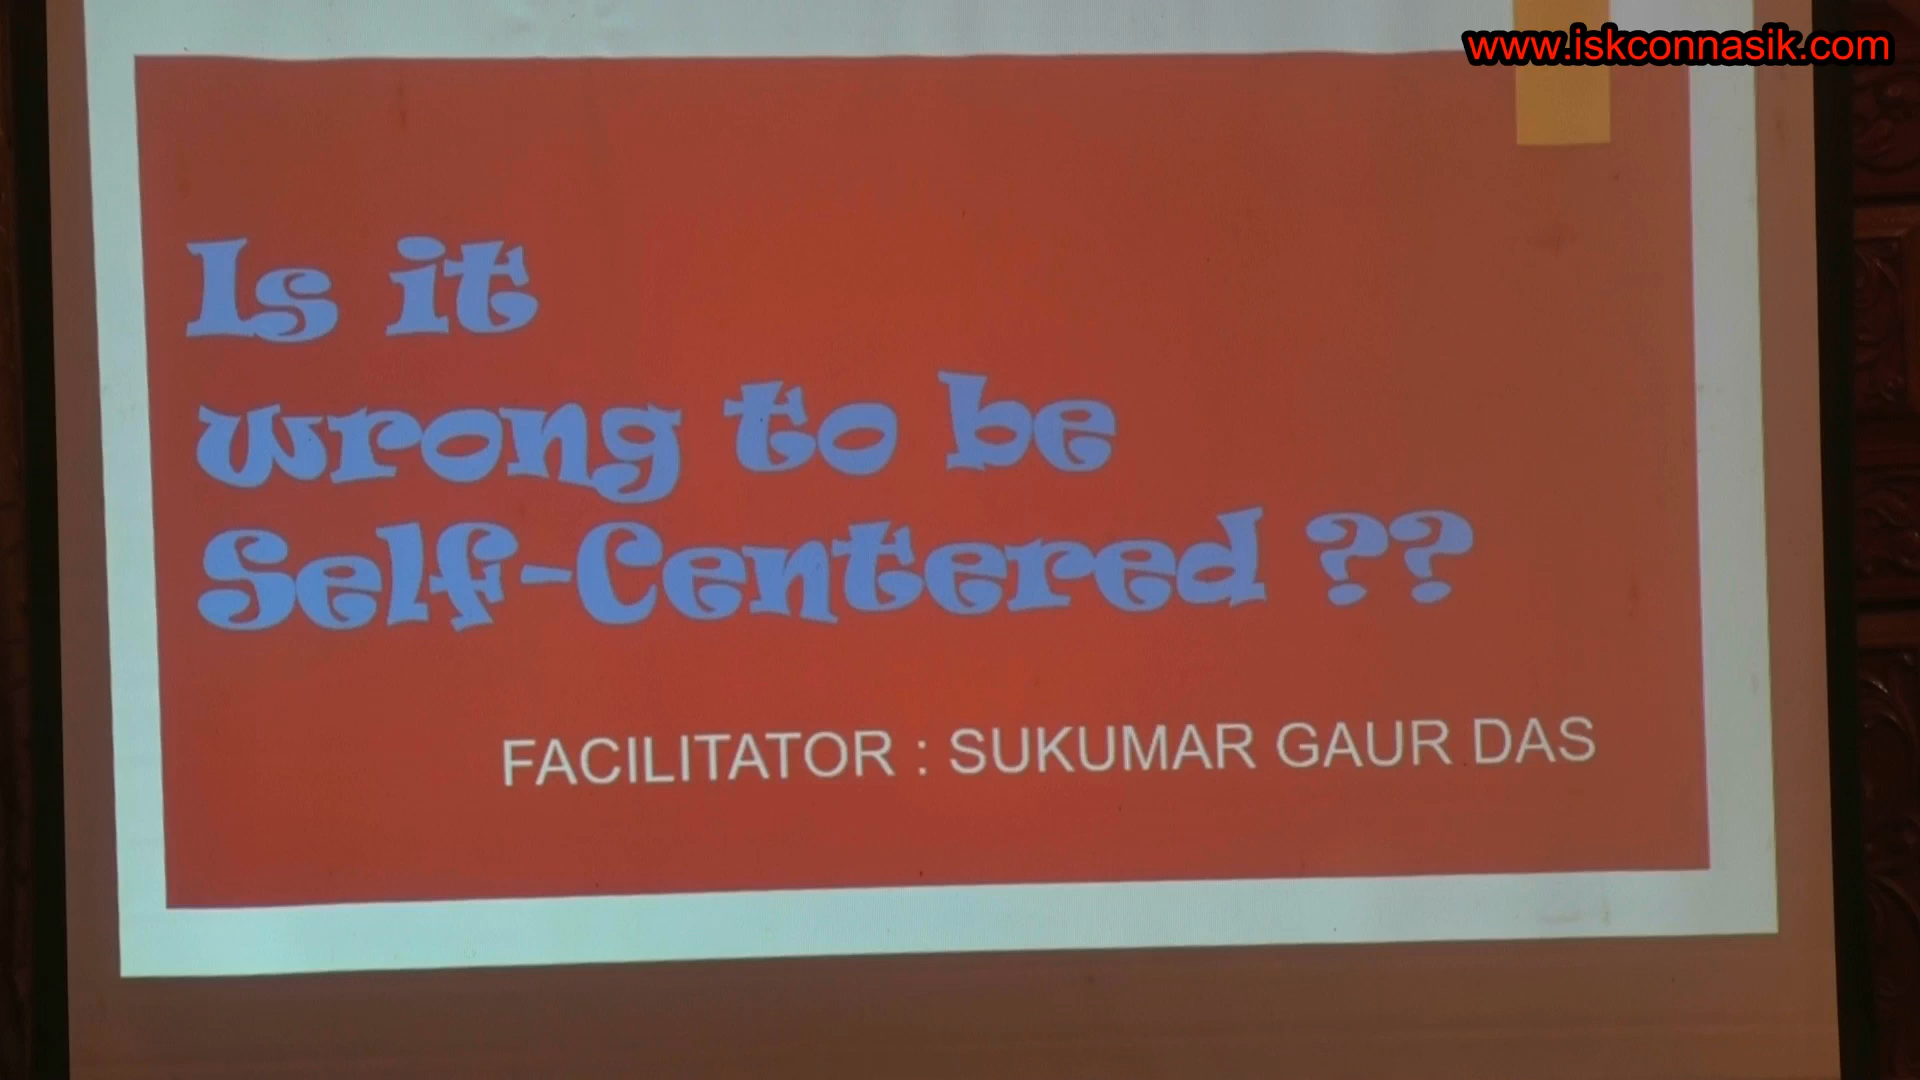 www.iskconnasik.com
Is it
wrong to be
Self-Centered ??
FACILITATOR : SUKUMAR GAUR DAS